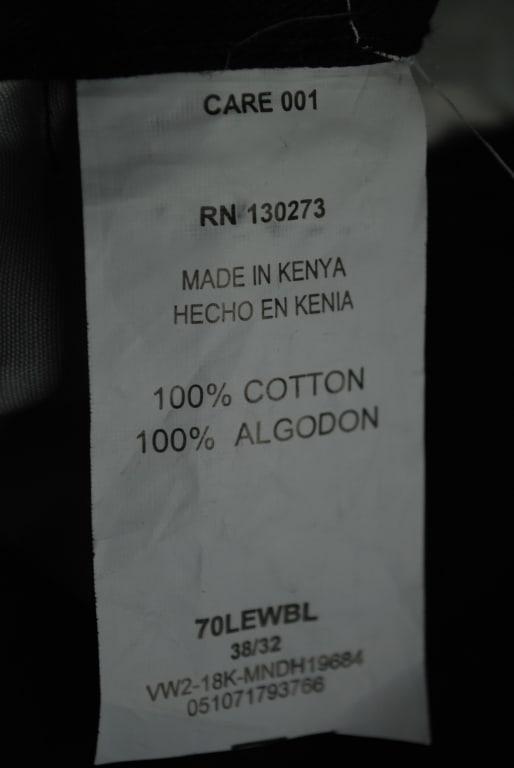 CARE 001
RN 130273
MADE IN KENYA
HECHO EN KENIA
100% COTTON
100% ALGODON
70LEWBL
38/32
VW2-18K-MNDH19684
051071793766